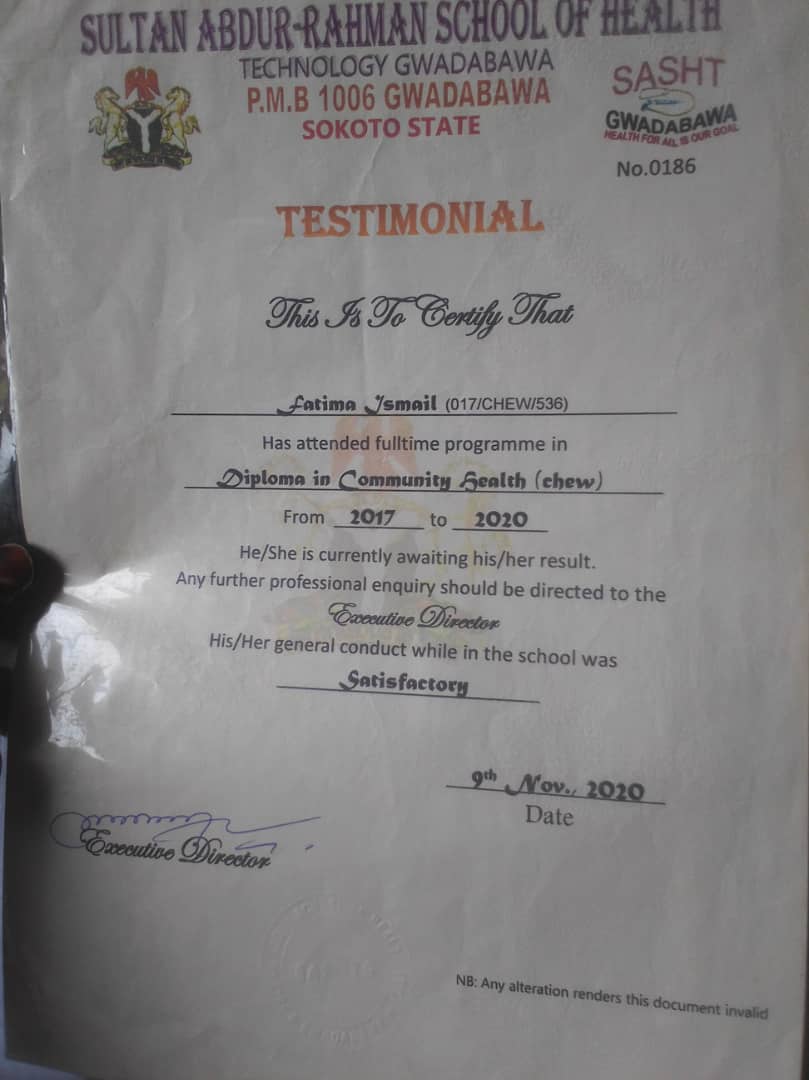 SULTAN ABDUR-RAHMAN SCHOOL OF HEALTH
TECHNOLOGY GWADABAWA
P.M.B 1006 GWADABAWA
SOKOTO STATE
SASHT
GWADABAWA
HEALTH FOR ALL IS OUR GOAL
No.0186
TESTIMONIAL
This Is To Certify That
Fatima Ismail (017/CHEW/536)
Has attended fulltime programme in
Diploma in Community Health (chew)
From 2017 to 2020
He/She is currently awaiting his/her result.
Any further professional enquiry should be directed to the
Executive Director
His/Her general conduct while in the school was
Satisfactory
9th Nov., 2020
Date
Executive Director
NB: Any alteration renders this document invalid